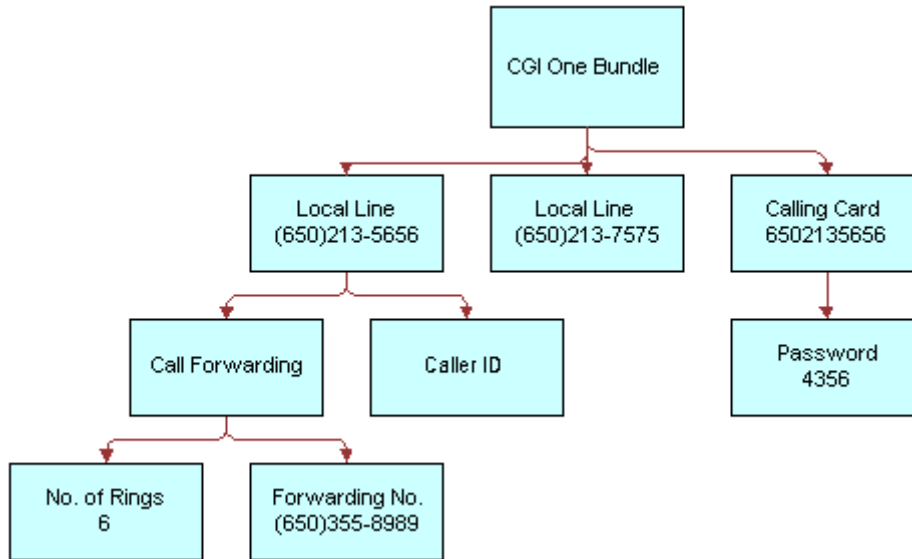 CGI One Bundle
Local Line
(650)213-5656
Local Line
(650)213-7575
Calling Card
6502135656
Call Forwarding
Caller ID
Password
4356
No. of Rings
6
Forwarding No.
(650)355-8989